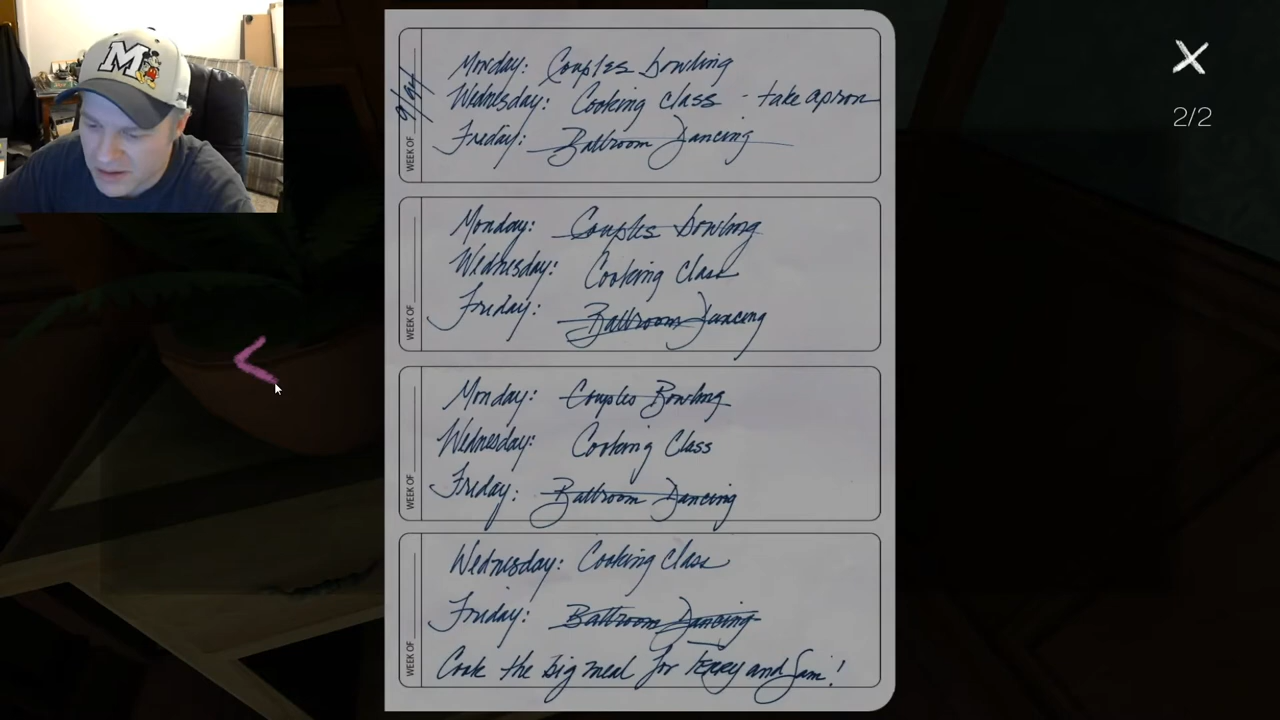 M
2/2
WEEK OF 9/94
Monday: Couples bowling
Wednesday: Cooking class - take apron
Friday: Ballroom Dancing
WEEK OF
Monday: Couples bowling
Wednesday: Cooking Class
Friday: Ballroom Dancing
WEEK OF
Monday: Couples Bowling
Wednesday: Cooking Class
Friday: Ballroom Dancing
WEEK OF
Wednesday: Cooking Class
Friday: Ballroom Dancing
Cook the big meal for TERRY and Sam!